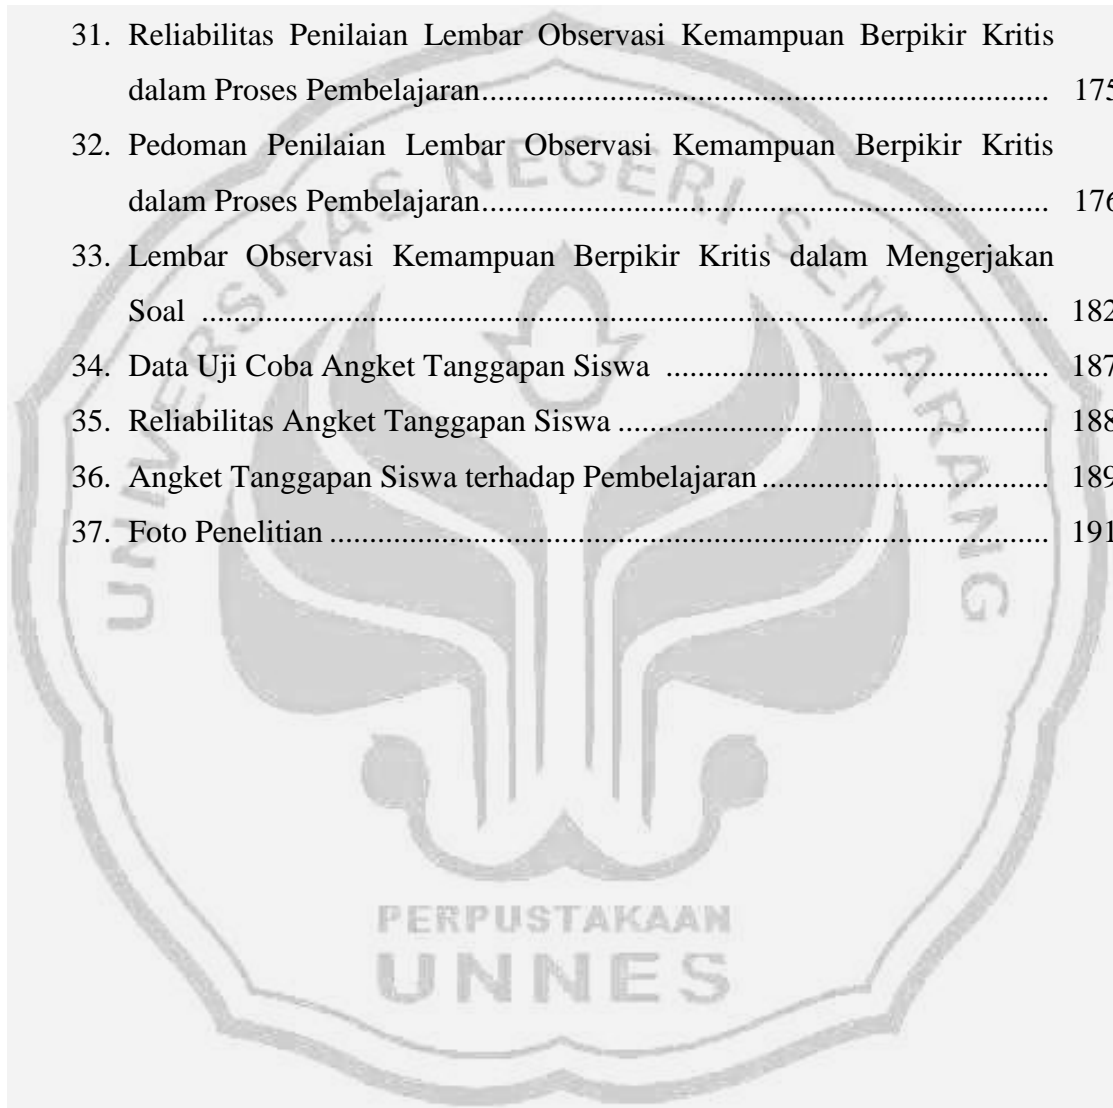 31. Reliabilitas Penilaian Lembar Observasi Kemampuan Berpikir Kritis
dalam Proses Pembelajaran..................................................................... 175
32. Pedoman Penilaian Lembar Observasi Kemampuan Berpikir Kritis
dalam Proses Pembelajaran..................................................................... 176
33. Lembar Observasi Kemampuan Berpikir Kritis dalam Mengerjakan
Soal ........................................................................................................ 182
34. Data Uji Coba Angket Tanggapan Siswa ............................................... 187
35. Reliabilitas Angket Tanggapan Siswa ..................................................... 188
36. Angket Tanggapan Siswa terhadap Pembelajaran ................................... 189
37. Foto Penelitian ........................................................................................ 191
UNIVERSITAS NEGERI SEMARANG
PERPUSTAKAAN
UNNES